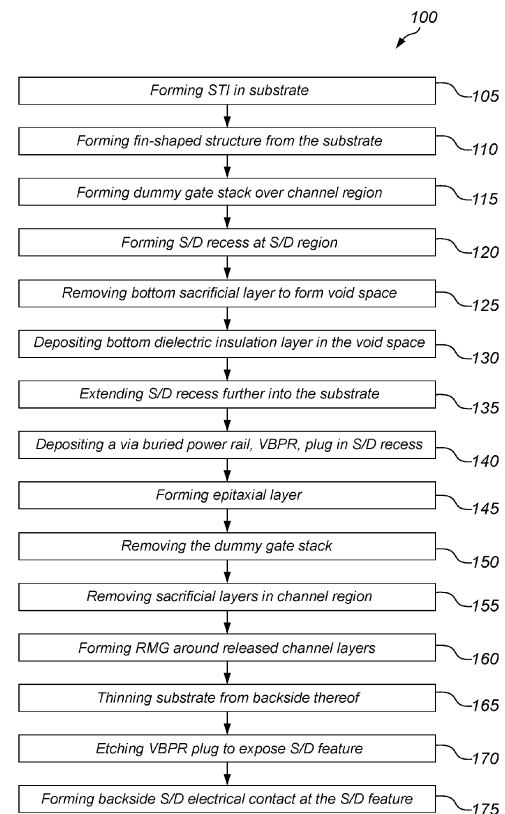 100
Forming STI in substrate
105
Forming fin-shaped structure from the substrate
110
Forming dummy gate stack over channel region
115
Forming S/D recess at S/D region
120
Removing bottom sacrificial layer to form void space
125
Depositing bottom dielectric insulation layer in the void space
130
Extending S/D recess further into the substrate
135
Depositing a via buried power rail, VBPR, plug in S/D recess
140
Forming epitaxial layer
145
Removing the dummy gate stack
150
Removing sacrificial layers in channel region
155
Forming RMG around released channel layers
160
Thinning substrate from backside thereof
165
Etching VBPR plug to expose S/D feature
170
Forming backside S/D electrical contact at the S/D feature
175